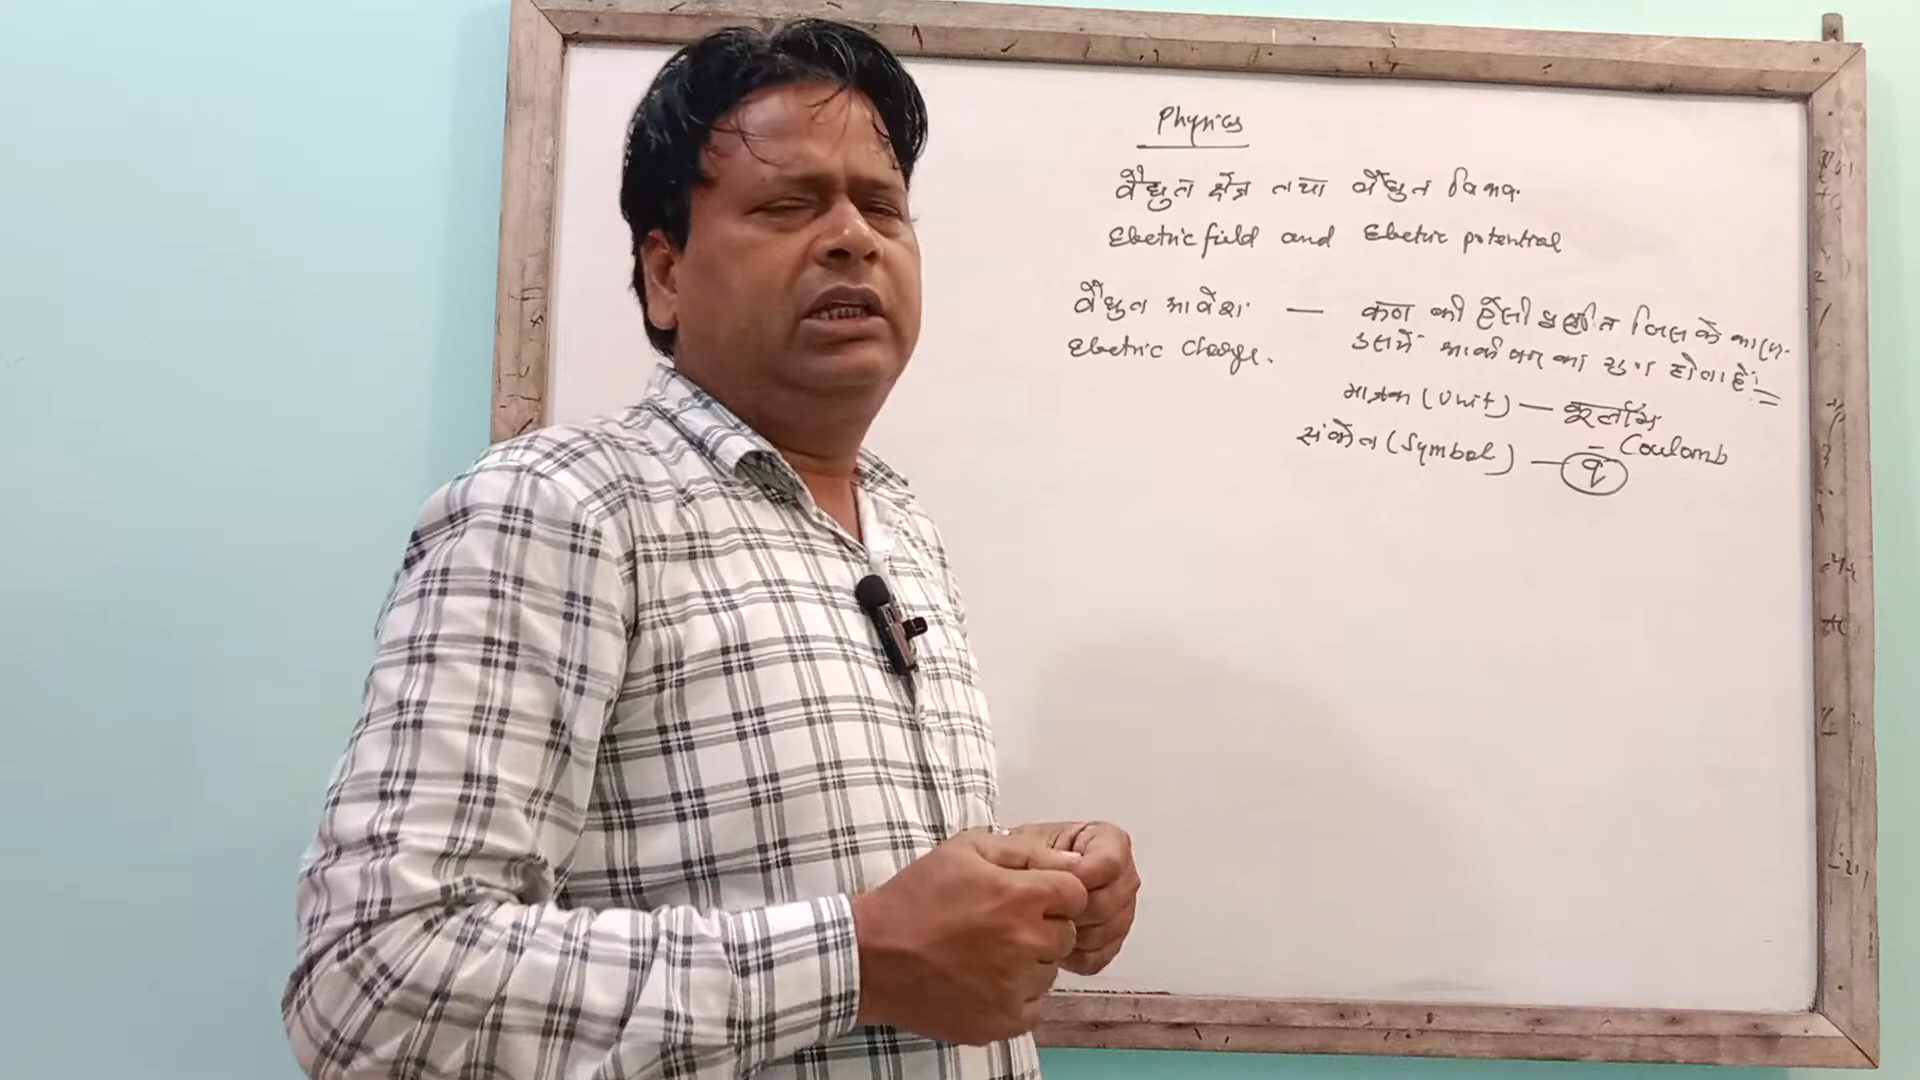 Physics
वैधुत क्षेत्र तथा वैधुत विभव
Electric field and Electric potential
वैधुत आवेश — कण की ऐसी प्रकृति जिस के कारण
Electric Charge. उसमें आकर्षण का गुण होता है।
मात्रक (Unit) — कूलॉम
संकेत (Symbol) — q
= Coulomb